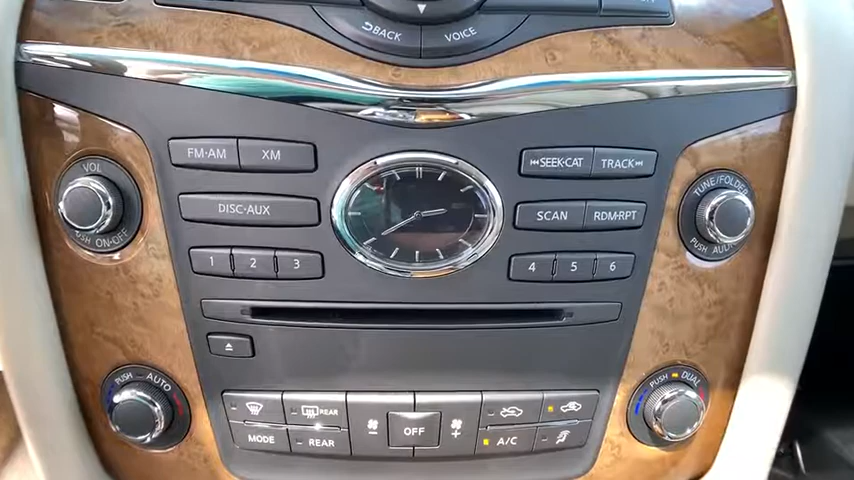 BACK VOICE
FM·AM XM
SEEK·CAT TRACK
DISC·AUX
SCAN RDM·RPT
1 2 3
4 5 6
VOL
PUSH ON·OFF
TUNE/FOLDER
PUSH AUDIO
PUSH AUTO
PUSH DUAL
REAR
MODE REAR OFF A/C